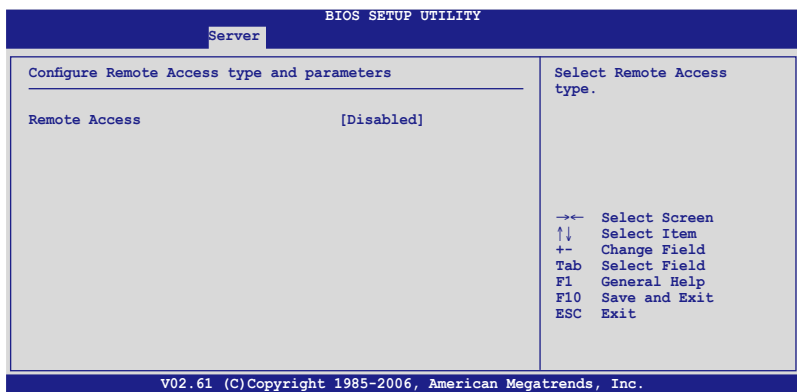 BIOS SETUP UTILITY
Server
Configure Remote Access type and parameters
Remote Access [Disabled]
Select Remote Access
type.
→← Select Screen
↑↓ Select Item
+- Change Field
Tab Select Field
F1 General Help
F10 Save and Exit
ESC Exit
V02.61 (C)Copyright 1985-2006, American Megatrends, Inc.